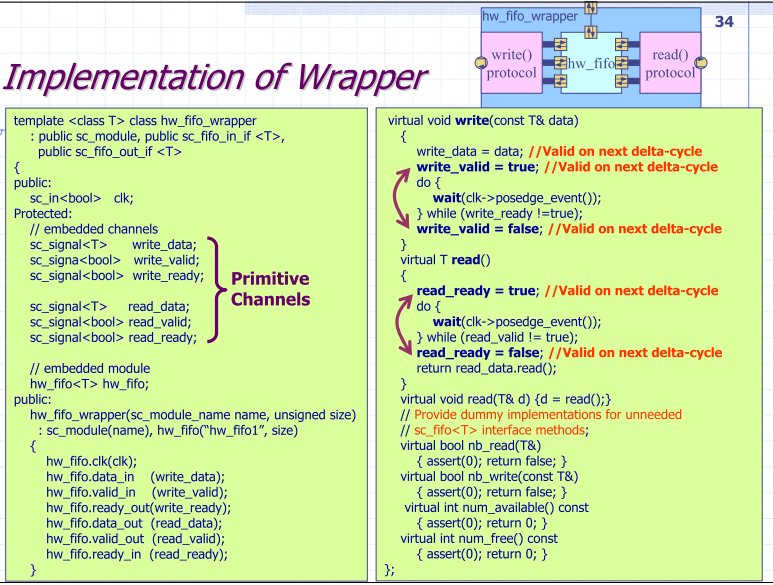 hw_fifo_wrapper
34
write()
protocol
hw_fifo
read()
protocol
Implementation of Wrapper
template <class T> class hw_fifo_wrapper
: public sc_module, public sc_fifo_in_if <T>,
public sc_fifo_out_if <T>
{
public:
sc_in<bool> clk;
Protected:
// embedded channels
sc_signal<T> write_data;
sc_signa<bool> write_valid;
sc_signal<bool> write_ready;
sc_signal<T> read_data;
sc_signal<bool> read_valid;
sc_signal<bool> read_ready;
Primitive
Channels
// embedded module
hw_fifo<T> hw_fifo;
public:
hw_fifo_wrapper(sc_module_name name, unsigned size)
: sc_module(name), hw_fifo(“hw_fifo1”, size)
{
hw_fifo.clk(clk);
hw_fifo.data_in (write_data);
hw_fifo.valid_in (write_valid);
hw_fifo.ready_out(write_ready);
hw_fifo.data_out (read_data);
hw_fifo.valid_out (read_valid);
hw_fifo.ready_in (read_ready);
}
virtual void write(const T& data)
{
write_data = data; //Valid on next delta-cycle
write_valid = true; //Valid on next delta-cycle
do {
wait(clk->posedge_event());
} while (write_ready !=true);
write_valid = false; //Valid on next delta-cycle
}
virtual T read()
{
read_ready = true; //Valid on next delta-cycle
do {
wait(clk->posedge_event());
} while (read_valid != true);
read_ready = false; //Valid on next delta-cycle
return read_data.read();
}
virtual void read(T& d) {d = read();}
// Provide dummy implementations for unneeded
// sc_fifo<T> interface methods;
virtual bool nb_read(T&)
{ assert(0); return false; }
virtual bool nb_write(const T&)
{ assert(0); return false; }
virtual int num_available() const
{ assert(0); return 0; }
virtual int num_free() const
{ assert(0); return 0; }
};